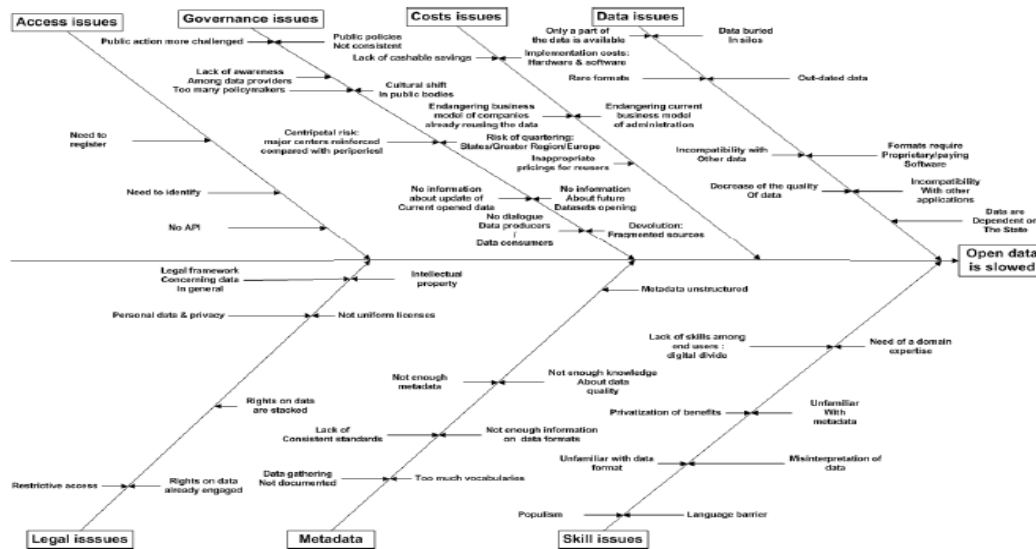 Access issues
Governance issues
Costs issues
Data issues
Public action more challenged
Public policies
Not consistent
Lack of awareness
Among data providers
Too many policymakers
Cultural shift
In public bodies
Need to
register
Centripetal risk:
major centers reinforced
compared with periperiesl
Risk of quartering:
States/Greater Region/Europe
Need to identify
No information
about update of
Current opened data
No information
About future
Datasets opening
No API
No dialogue
Data producers
/
Data consumers
Devolution:
Fragmented sources
Lack of cashable savings
Implementation costs:
Hardware & software
Endangering business
model of companies
already reusing the data
Endangering current
business model
of administration
Inappropriate
pricings for reusers
Only a part of
the data is available
Data buried
In silos
Rare formats
Out-dated data
Incompatibility with
Other data
Formats require
Proprietary/paying
Software
Decrease of the quality
Of data
Incompatibility
With other
applications
Data are
Dependent on
The State
Open data
is slowed
Legal framework
Concerning data
In general
Intellectual
property
Personal data & privacy
Not uniform licenses
Rights on data
are stacked
Restrictive access
Rights on data
already engaged
Legal isssues
Metadata unstructured
Not enough
metadata
Not enough knowledge
About data
quality
Lack of
Consistent standards
Not enough information
on data formats
Data gathering
Not documented
Too much vocabularies
Metadata
Lack of skills among
end users :
digital divide
Need of a domain
expertise
Privatization of benefits
Unfamiliar
With
metadata
Unfamiliar with data
format
Misinterpretation of
data
Populism
Language barrier
Skill issues